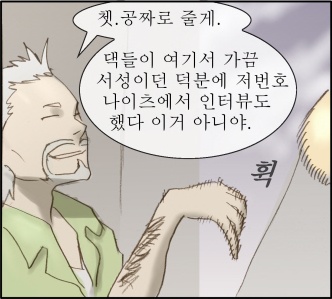 쳇.공짜로 줄게.
댁들이 여기서 가끔
서성이던 덕분에 저번호
나이츠에서 인터뷰도
했다 이거 아니야.
휙